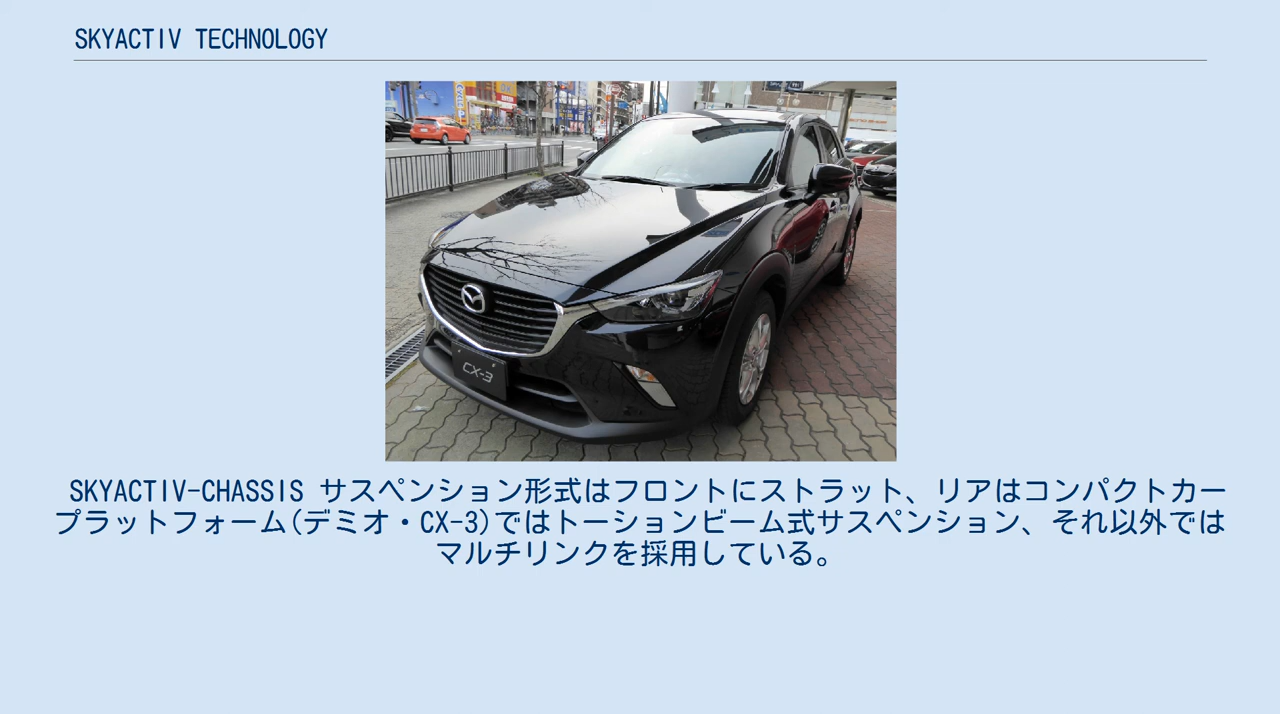 SKYACTIV TECHNOLOGY
CX-3
SKYACTIV-CHASSIS サスペンション形式はフロントにストラット、リアはコンパクトカー
プラットフォーム(デミオ・CX-3)ではトーションビーム式サスペンション、それ以外では
マルチリンクを採用している。